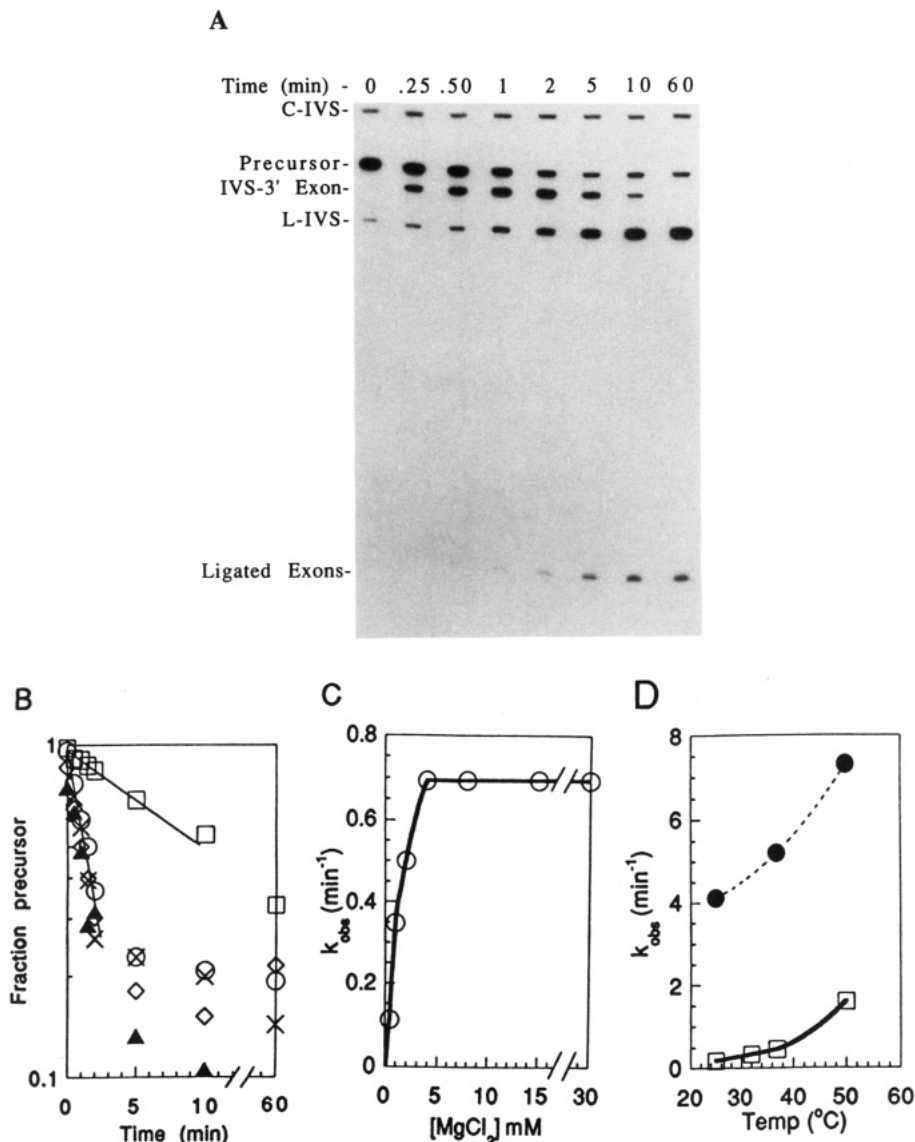 A
Time (min) - 0 .25 .50 1 2 5 10 60
C-IVS-
Precursor-
IVS-3' Exon-
L-IVS-
Ligated Exons-
B
Fraction precursor
1
0.1
0 5 10 60
Time (min)
C
k_obs (min⁻¹)
0.8
0.6
0.4
0.2
0
0 5 10 15 30
[MgCl₂] mM
D
k_obs (min⁻¹)
8
6
4
2
0
20 30 40 50
Temp (°C)